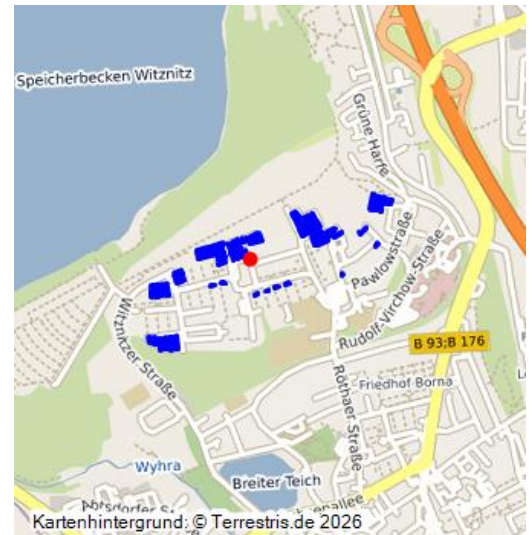 Speicherbecken Witznitz
Grüne Harfe
Pawlowstraße
Rudolf-Virchow-Straße
Witznitzer Straße
B 93;B 176
Röthaer Straße
Friedhof Borna
Wyhra
Breiter Teich
Kartenhintergrund: © Terrestris.de 2026